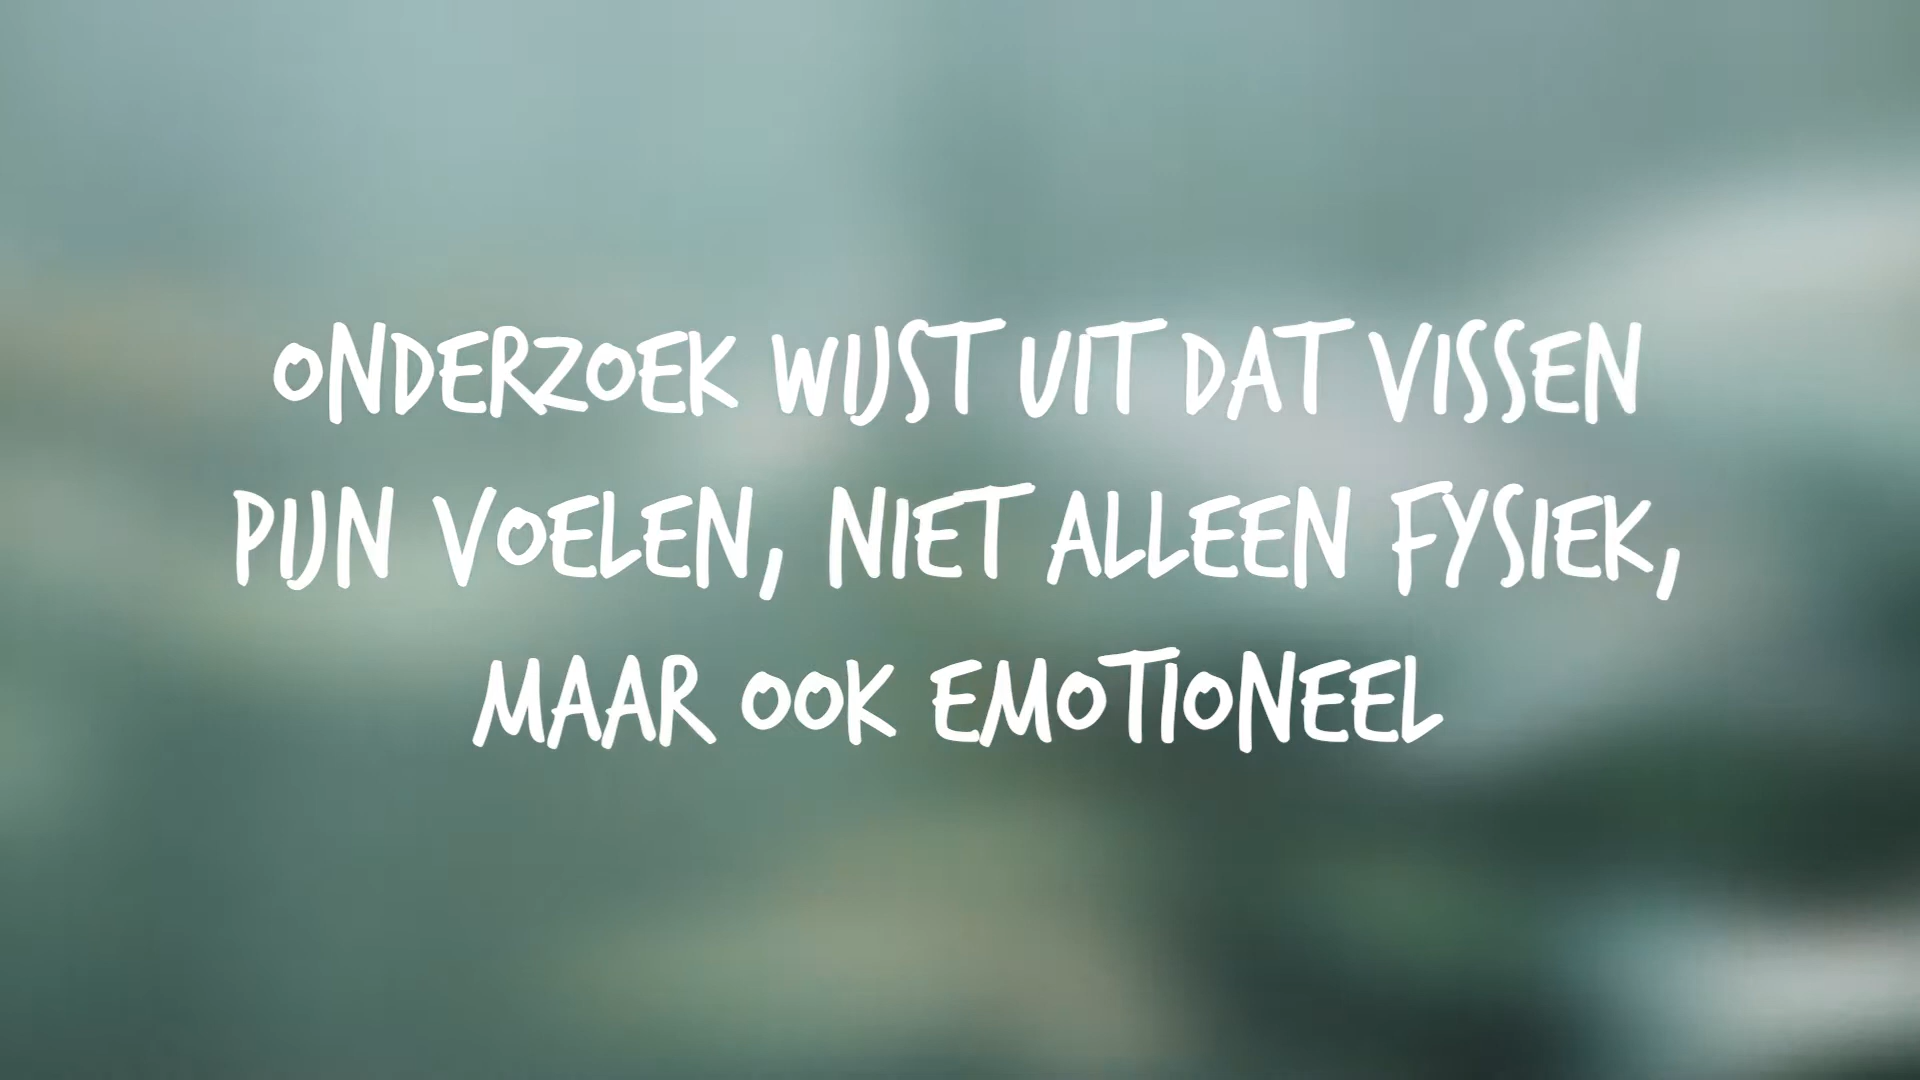 ONDERZOEK WIJST UIT DAT VISSEN
PIJN VOELEN, NIET ALLEEN FYSIEK,
MAAR OOK EMOTIONEEL